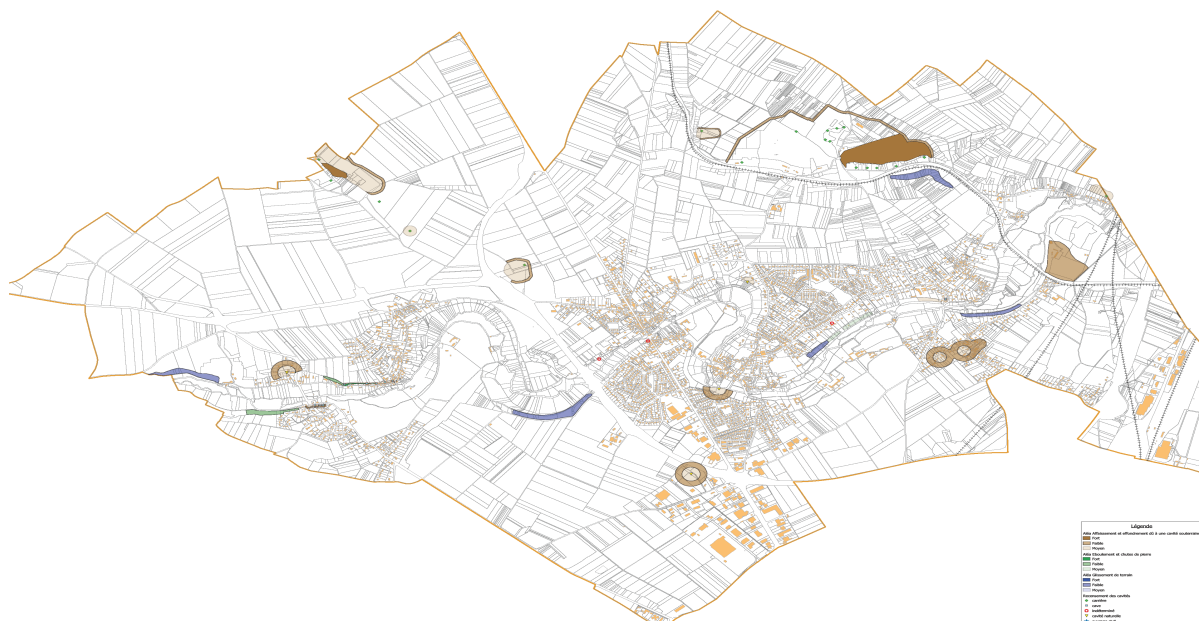 Légende
Aléa Affaissement et effondrement dû à une cavité souterraine
Fort
Faible
Moyen
Aléa Eboulement et chutes de pierre
Fort
Faible
Moyen
Aléa Glissement de terrain
Fort
Faible
Moyen
Recensement des cavités
carrière
cave
indéterminé
cavité naturelle